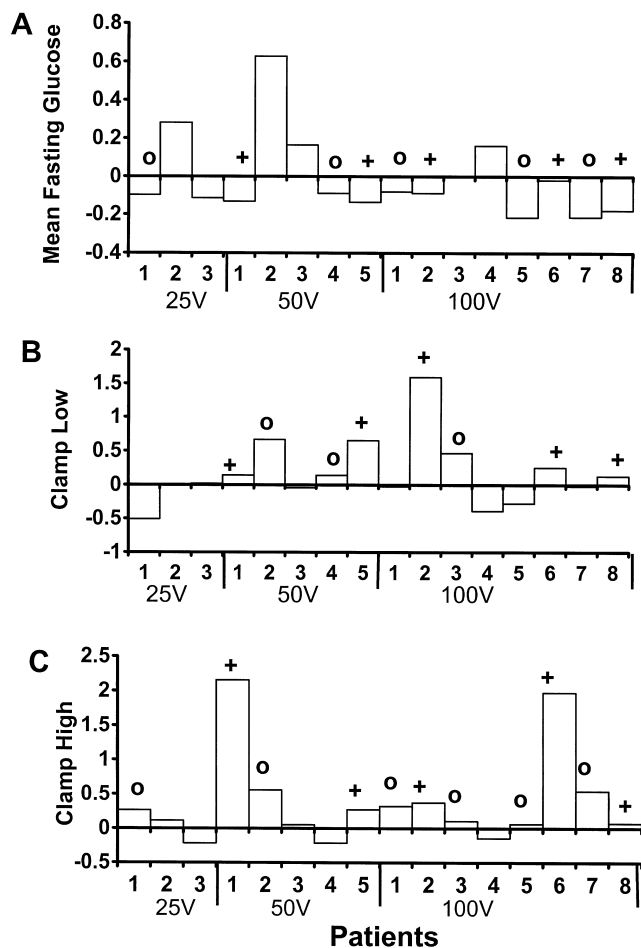 A
Mean Fasting Glucose
0.8
0.6
0.4
0.2
0
-0.2
-0.4
o + o + o + o + o +
1 2 3 1 2 3 4 5 1 2 3 4 5 6 7 8
25V 50V 100V
B
Clamp Low
2
1.5
1
0.5
0
-0.5
-1
+ o o + + o + +
1 2 3 1 2 3 4 5 1 2 3 4 5 6 7 8
25V 50V 100V
C
Clamp High
2.5
2
1.5
1
0.5
0
-0.5
o + o + o + o o + o +
1 2 3 1 2 3 4 5 1 2 3 4 5 6 7 8
25V 50V 100V
Patients